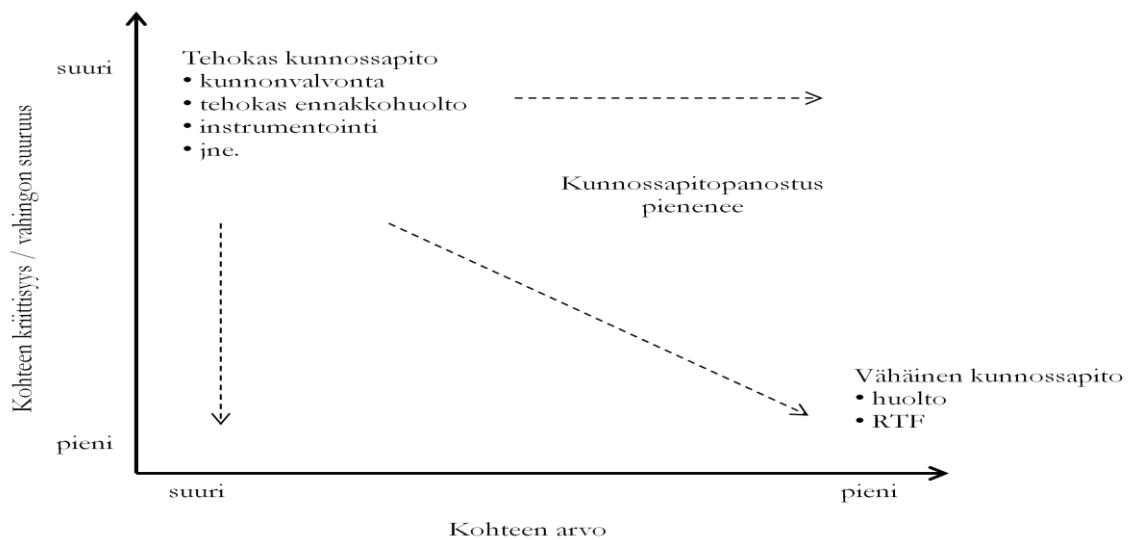 suuri
Tehokas kunnossapito
• kunnonvalvonta
• tehokas ennakkohuolto
• instrumentointi
• jne.
Kunnossapitopanostus
pienenee
Kohteen kriittisyys / vahingon suuruus
Vähäinen kunnossapito
• huolto
• RTF
pieni
suuri
pieni
Kohteen arvo